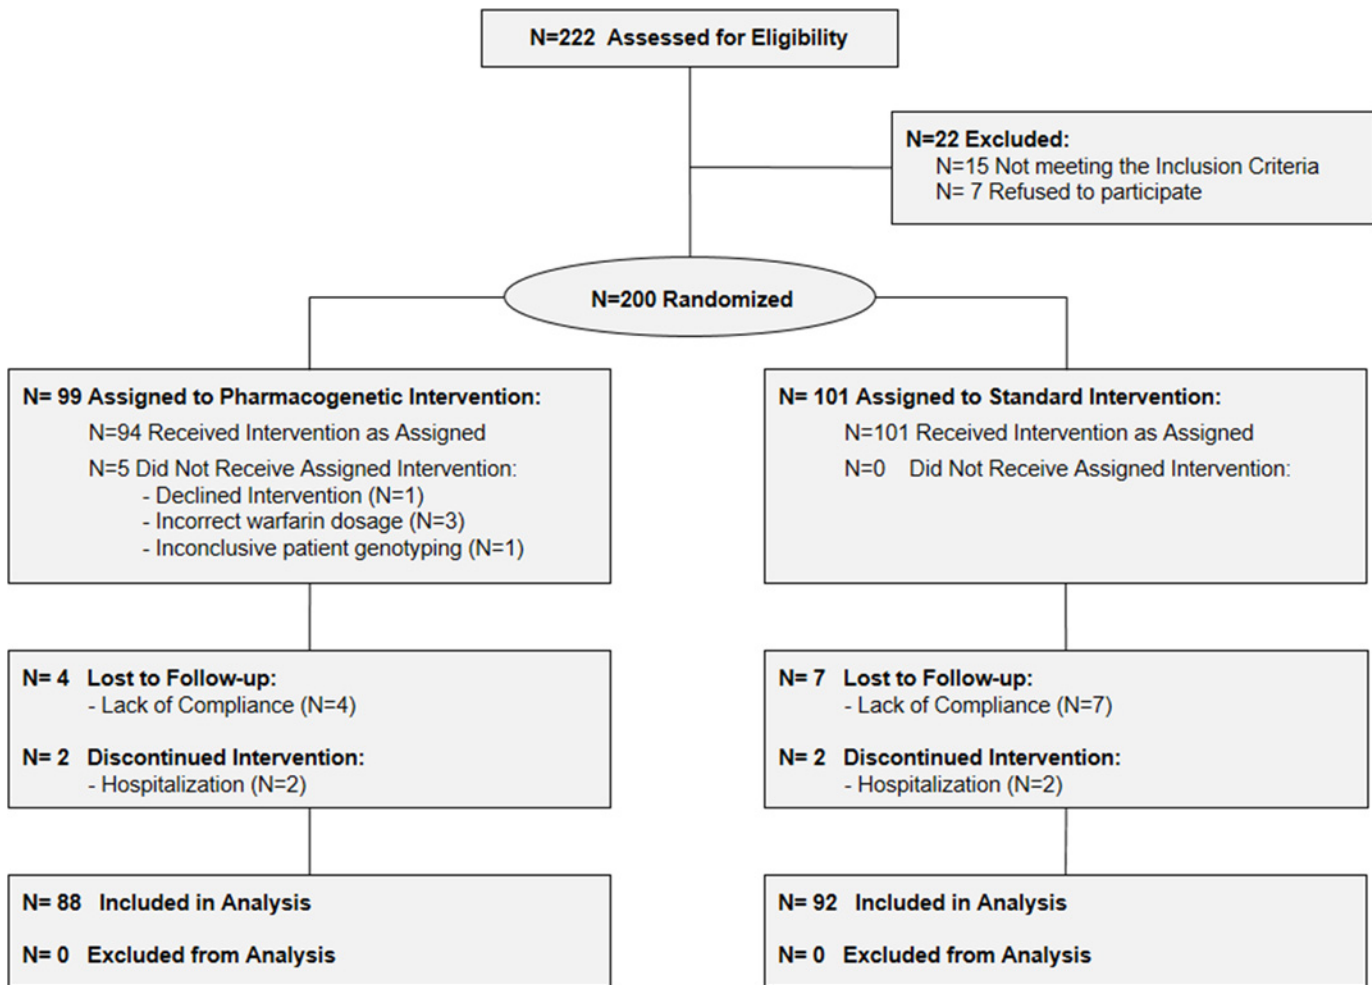 N=222 Assessed for Eligibility
N=22 Excluded:
N=15 Not meeting the Inclusion Criteria
N= 7 Refused to participate
N=200 Randomized
N= 99 Assigned to Pharmacogenetic Intervention:
N=94 Received Intervention as Assigned
N=5 Did Not Receive Assigned Intervention:
- Declined Intervention (N=1)
- Incorrect warfarin dosage (N=3)
- Inconclusive patient genotyping (N=1)
N= 101 Assigned to Standard Intervention:
N=101 Received Intervention as Assigned
N=0 Did Not Receive Assigned Intervention:
N= 4 Lost to Follow-up:
- Lack of Compliance (N=4)
N= 2 Discontinued Intervention:
- Hospitalization (N=2)
N= 7 Lost to Follow-up:
- Lack of Compliance (N=7)
N= 2 Discontinued Intervention:
- Hospitalization (N=2)
N= 88 Included in Analysis
N= 0 Excluded from Analysis
N= 92 Included in Analysis
N= 0 Excluded from Analysis